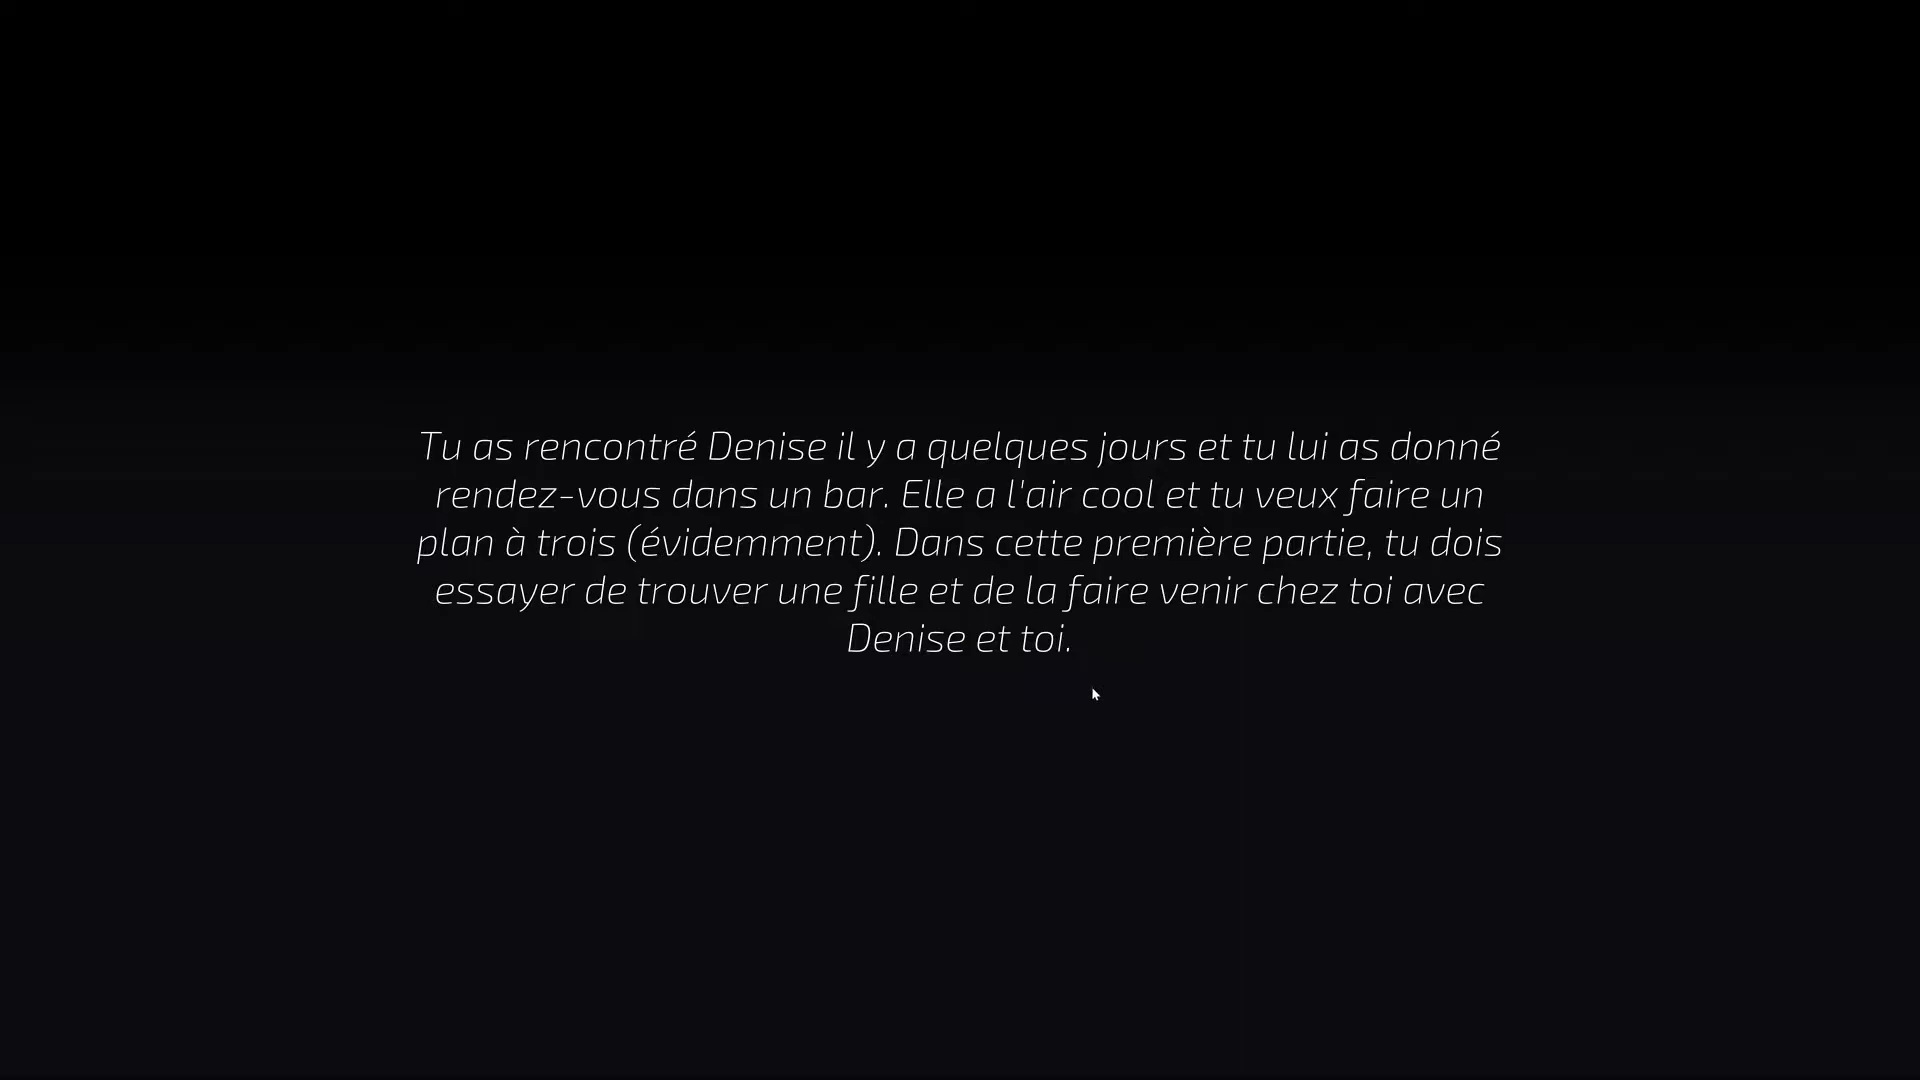 Tu as rencontré Denise il y a quelques jours et tu lui as donné
rendez-vous dans un bar. Elle a l'air cool et tu veux faire un
plan à trois (évidemment). Dans cette première partie, tu dois
essayer de trouver une fille et de la faire venir chez toi avec
Denise et toi.